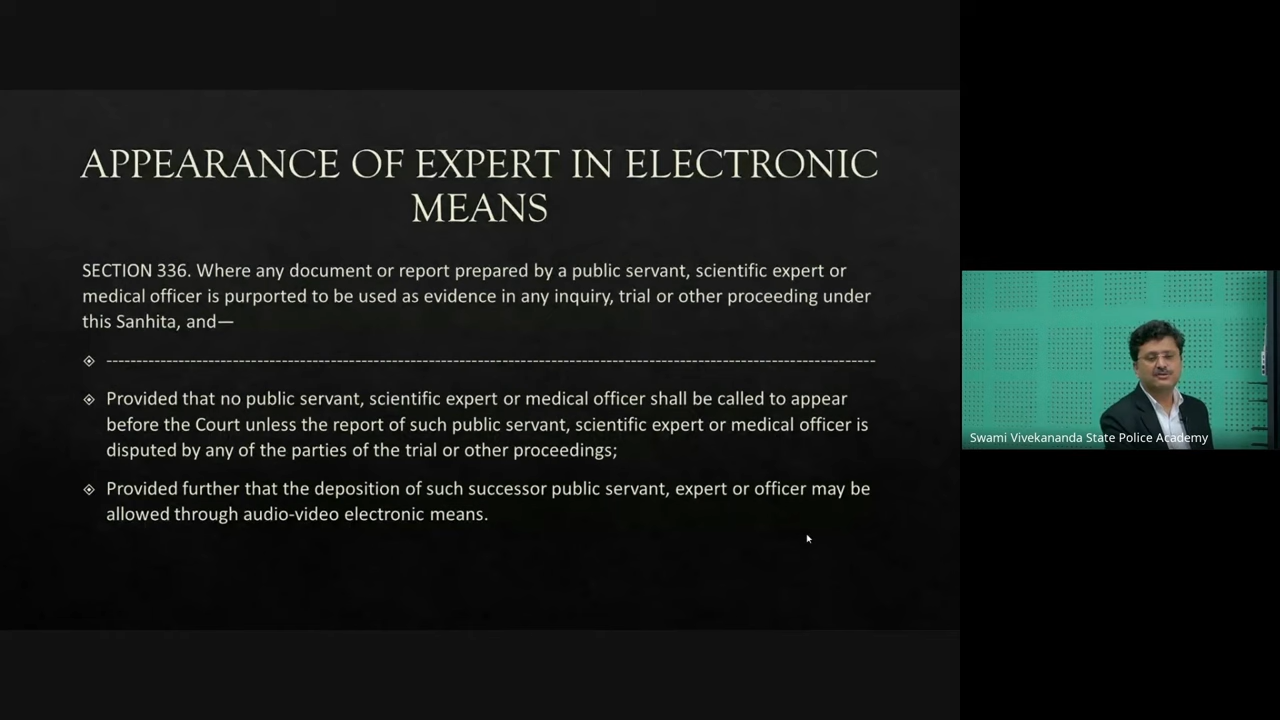 APPEARANCE OF EXPERT IN ELECTRONIC
MEANS
SECTION 336. Where any document or report prepared by a public servant, scientific expert or
medical officer is purported to be used as evidence in any inquiry, trial or other proceeding under
this Sanhita, and—
--------------------------------------------------------------------------------------------------------------------------------
Provided that no public servant, scientific expert or medical officer shall be called to appear
before the Court unless the report of such public servant, scientific expert or medical officer is
disputed by any of the parties of the trial or other proceedings;
Provided further that the deposition of such successor public servant, expert or officer may be
allowed through audio-video electronic means.
Swami Vivekananda State Police Academy